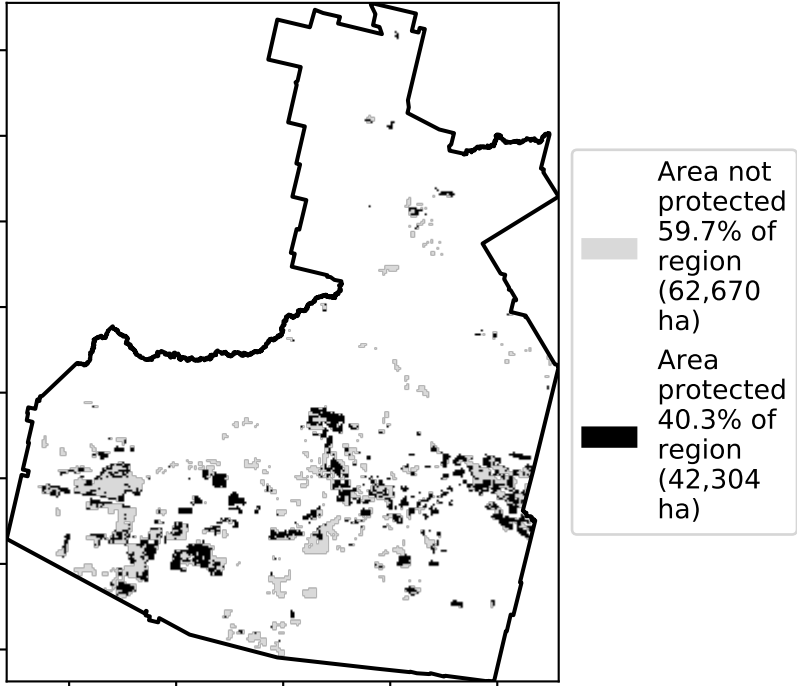 Area not
protected
59.7% of
region
(62,670
ha)
Area
protected
40.3% of
region
(42,304
ha)